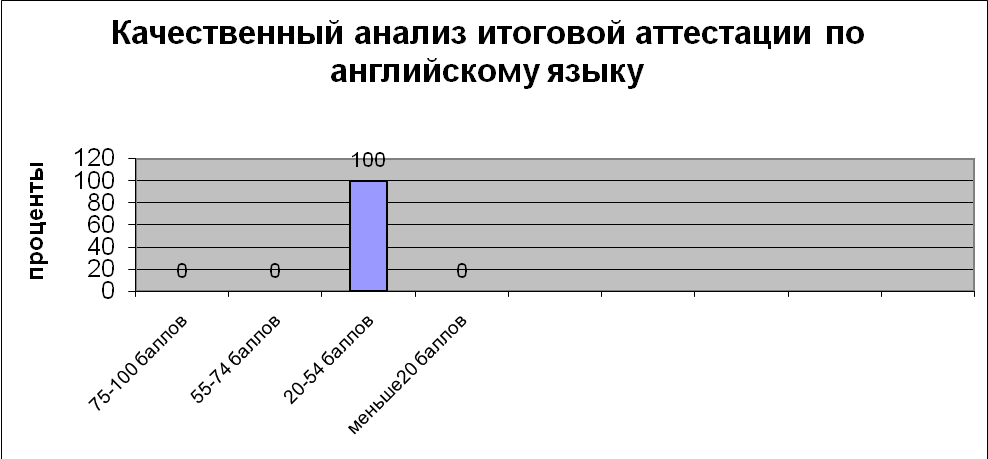 Качественный анализ итоговой аттестации по
английскому языку
проценты
120
100
80
60
40
20
0
0
0
100
0
75-100 баллов
55-74 баллов
20-54 баллов
меньше20 баллов